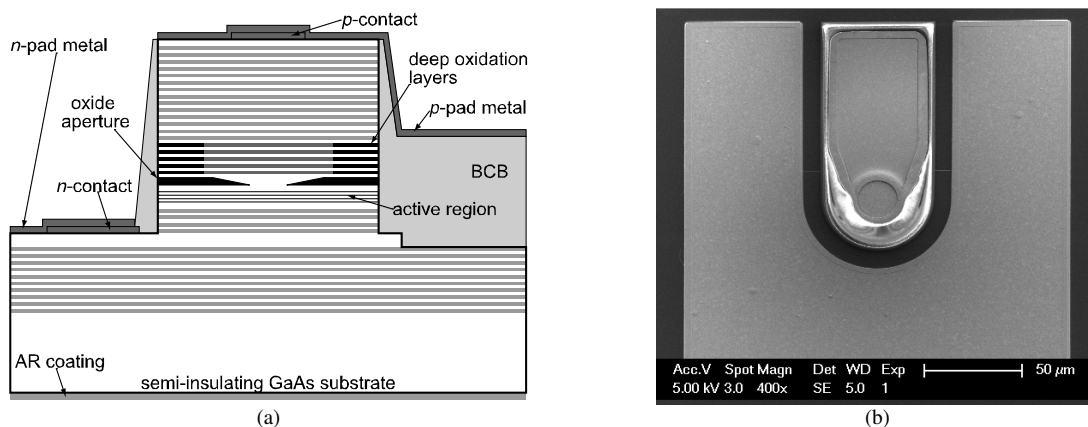 p-contact
n-pad metal
deep oxidation
layers
oxide
aperture
p-pad metal
n-contact
BCB
active region
AR coating
semi-insulating GaAs substrate
(a)
Acc.V Spot Magn Det WD Exp
5.00 kV 3.0 400x SE 5.0 1
50 µm
(b)